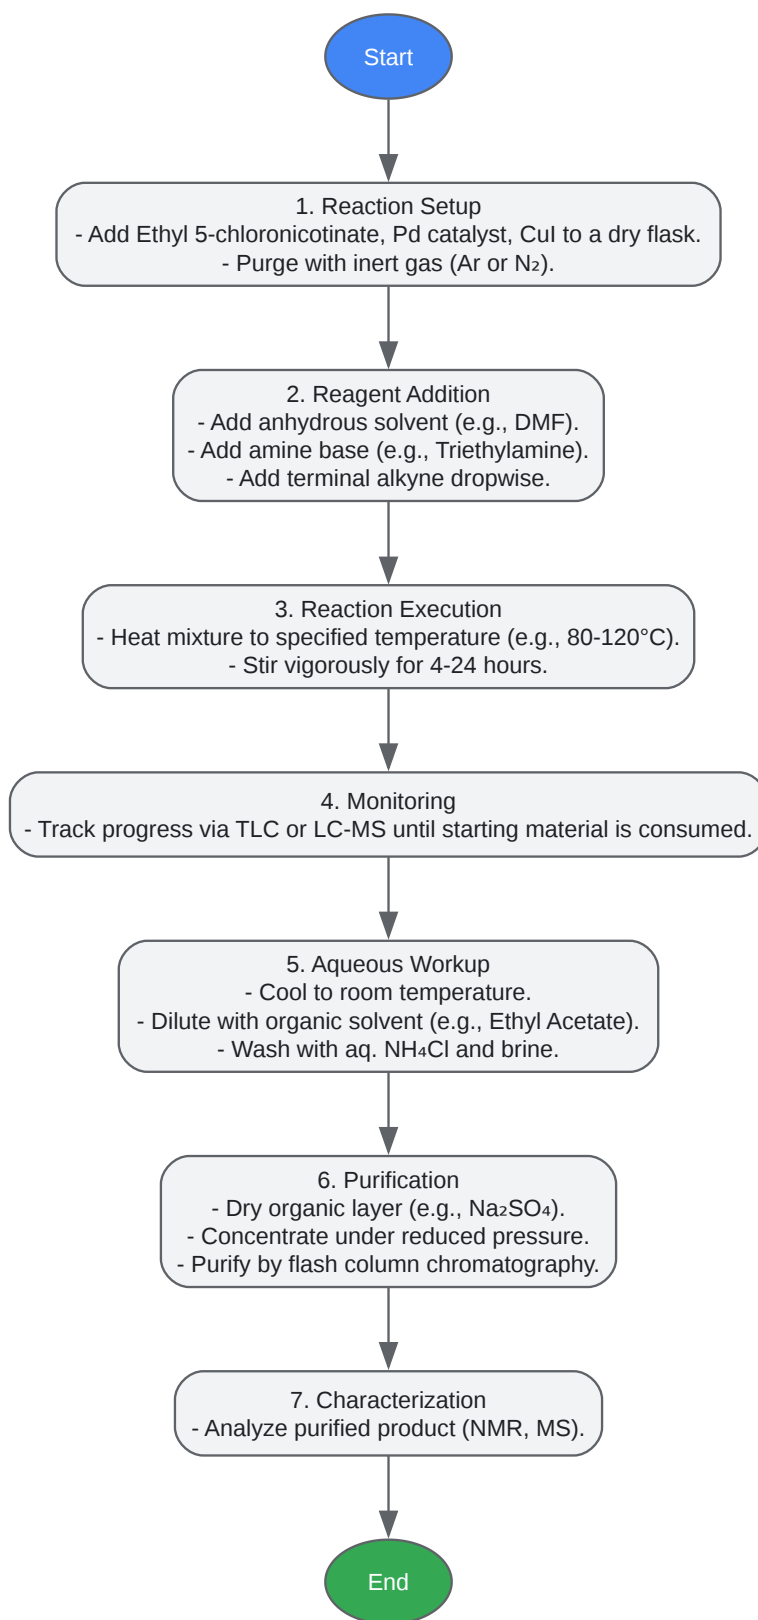 Start
1. Reaction Setup
- Add Ethyl 5-chloronicotinate, Pd catalyst, CuI to a dry flask.
- Purge with inert gas (Ar or N₂).
2. Reagent Addition
- Add anhydrous solvent (e.g., DMF).
- Add amine base (e.g., Triethylamine).
- Add terminal alkyne dropwise.
3. Reaction Execution
- Heat mixture to specified temperature (e.g., 80-120°C).
- Stir vigorously for 4-24 hours.
4. Monitoring
- Track progress via TLC or LC-MS until starting material is consumed.
5. Aqueous Workup
- Cool to room temperature.
- Dilute with organic solvent (e.g., Ethyl Acetate).
- Wash with aq. NH₄Cl and brine.
6. Purification
- Dry organic layer (e.g., Na₂SO₄).
- Concentrate under reduced pressure.
- Purify by flash column chromatography.
7. Characterization
- Analyze purified product (NMR, MS).
End